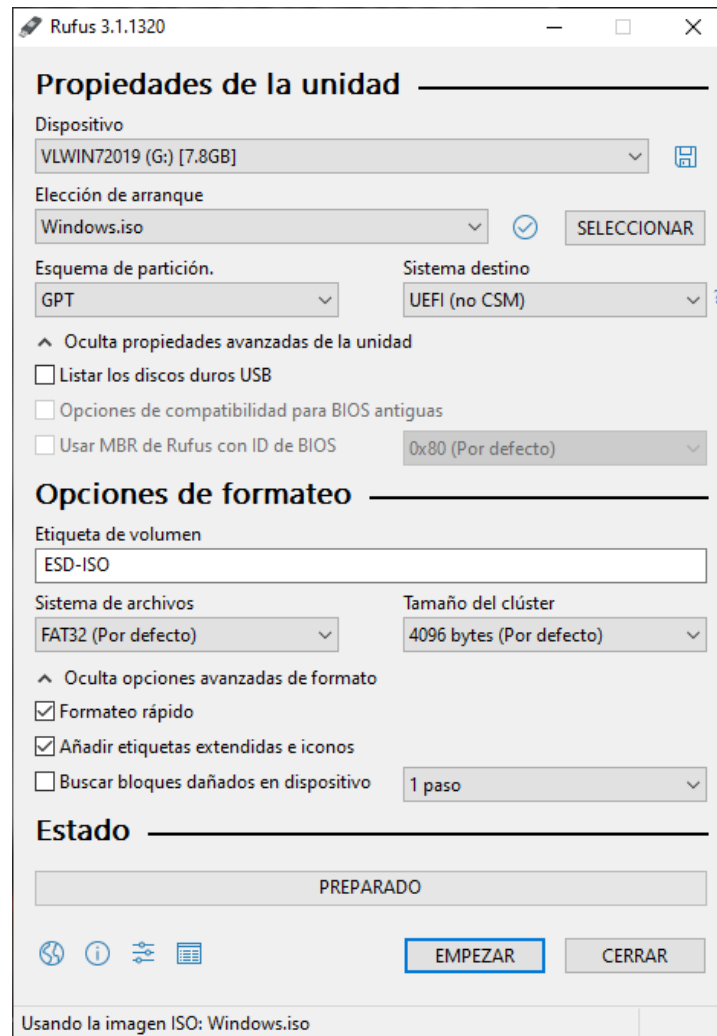 Rufus 3.1.1320
Propiedades de la unidad
Dispositivo
VLWIN72019 (G:) [7.8GB]
Elección de arranque
Windows.iso
SELECCIONAR
Esquema de partición. Sistema destino
GPT UEFI (no CSM) ?
Oculta propiedades avanzadas de la unidad
Listar los discos duros USB
Opciones de compatibilidad para BIOS antiguas
Usar MBR de Rufus con ID de BIOS 0x80 (Por defecto)
Opciones de formateo
Etiqueta de volumen
ESD-ISO
Sistema de archivos Tamaño del clúster
FAT32 (Por defecto) 4096 bytes (Por defecto)
Oculta opciones avanzadas de formato
Formateo rápido
Añadir etiquetas extendidas e iconos
Buscar bloques dañados en dispositivo 1 paso
Estado
PREPARADO
EMPEZAR CERRAR
Usando la imagen ISO: Windows.iso